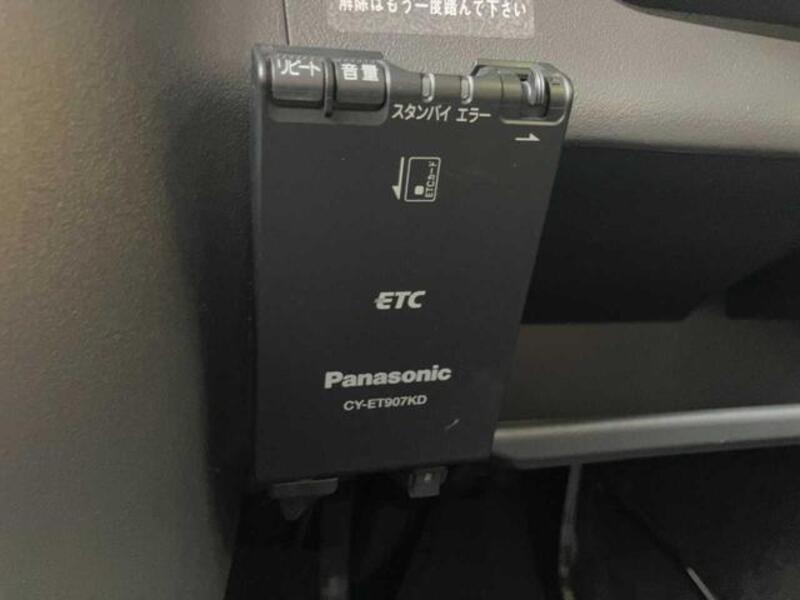 解除はもう一度踏んで下さい
リピート 音量
スタンバイ エラー
ETCカード
ETC
Panasonic
CY-ET907KD